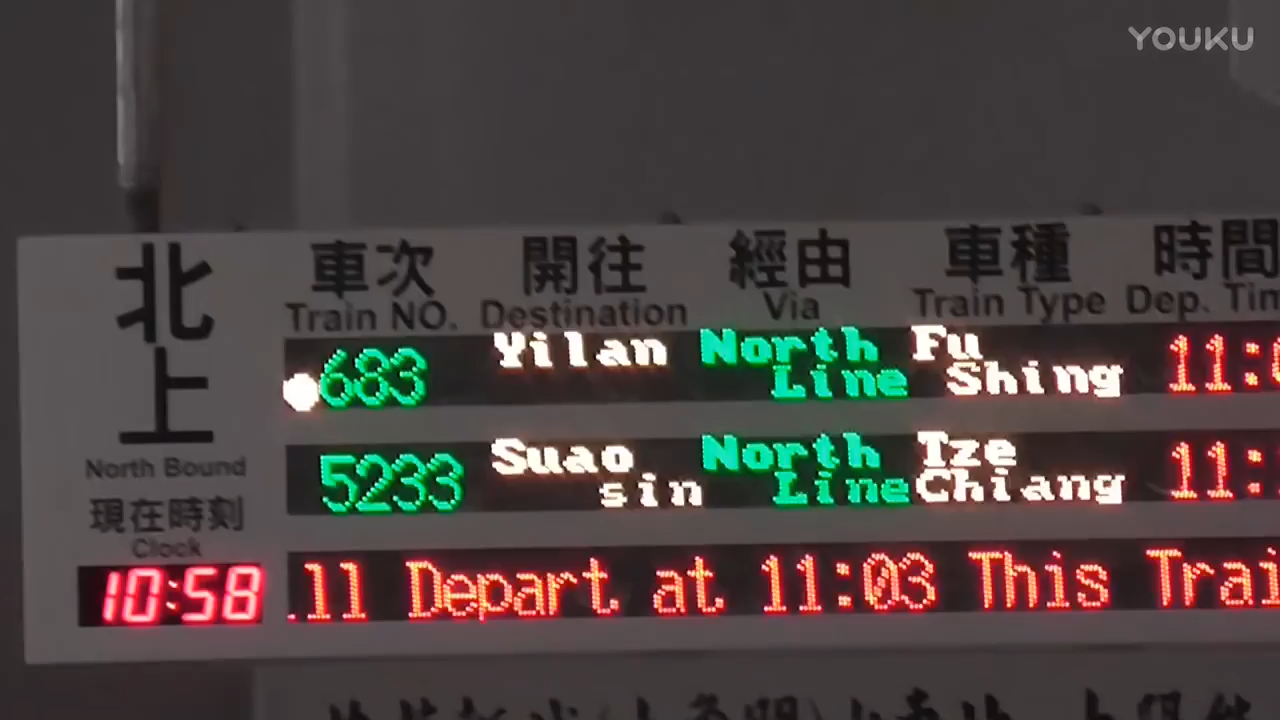 YOUKU
北上
North Bound
現在時刻
Clock
10:58
車次 開往 經由 車種 時間
Train NO. Destination Via Train Type Dep.
683 Yilan North Line Fu Shing
5233 Suao sin North Line Tze Chiang
Depart at 11:03 This